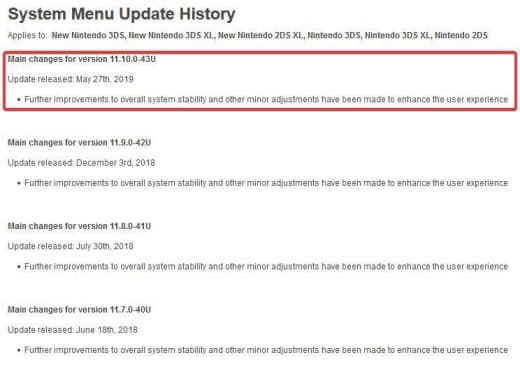 System Menu Update History
Applies to: New Nintendo 3DS, New Nintendo 3DS XL, New Nintendo 2DS XL, Nintendo 3DS, Nintendo 3DS XL, Nintendo 2DS
Main changes for version 11.10.0-43U
Update released: May 27th, 2019
• Further improvements to overall system stability and other minor adjustments have been made to enhance the user experience
Main changes for version 11.9.0-42U
Update released: December 3rd, 2018
• Further improvements to overall system stability and other minor adjustments have been made to enhance the user experience
Main changes for version 11.8.0-41U
Update released: July 30th, 2018
• Further improvements to overall system stability and other minor adjustments have been made to enhance the user experience
Main changes for version 11.7.0-40U
Update released: June 18th, 2018
• Further improvements to overall system stability and other minor adjustments have been made to enhance the user experience